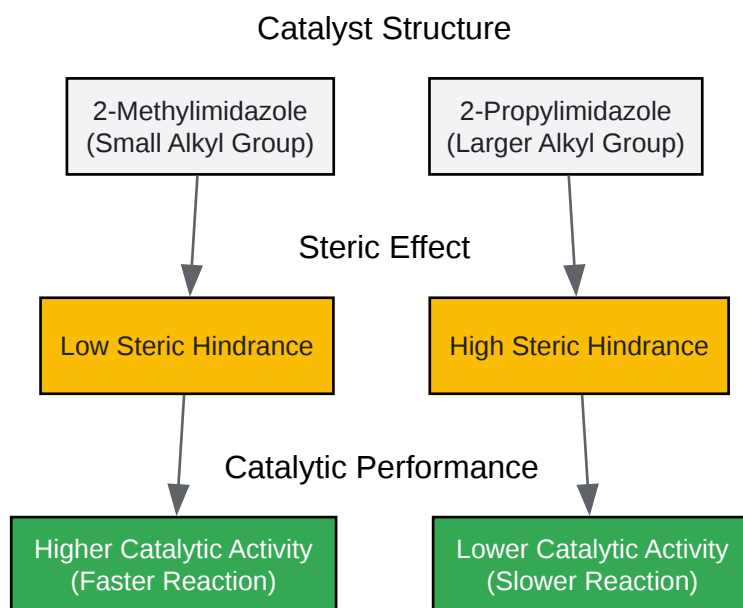 Catalyst Structure
2-Methylimidazole
(Small Alkyl Group)
2-Propylimidazole
(Larger Alkyl Group)
Steric Effect
Low Steric Hindrance
High Steric Hindrance
Catalytic Performance
Higher Catalytic Activity
(Faster Reaction)
Lower Catalytic Activity
(Slower Reaction)